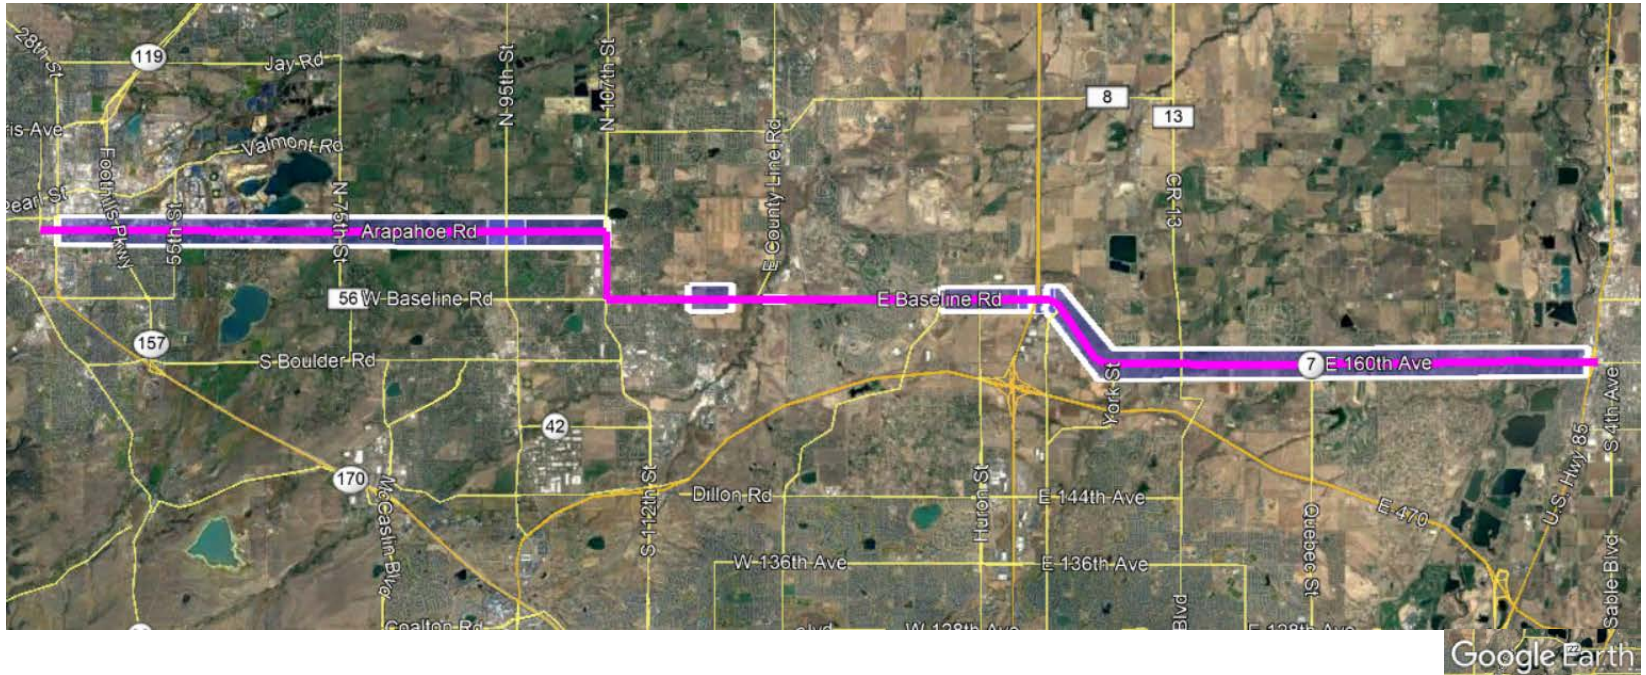 28th St
119
Jay Rd
N 95th St
N 107th St
8
13
ris Ave
Foothills Pkwy
Valmont Rd
E County Line Rd
CR-13
Pearl St
55th St
N 75th St
Arapahoe Rd
56
W Baseline Rd
E Baseline Rd
157
S Boulder Rd
York St
7
E 160th Ave
S 4th Ave
42
170
McCaslin Blvd
S 112th St
Dillon Rd
Huron St
E 144th Ave
Quebec St
E-470
U.S. Hwy 85
W 136th Ave
E 136th Ave
Sable Blvd
Coalton Rd
W 128th Ave
Blvd
E 128th Ave
Google Earth